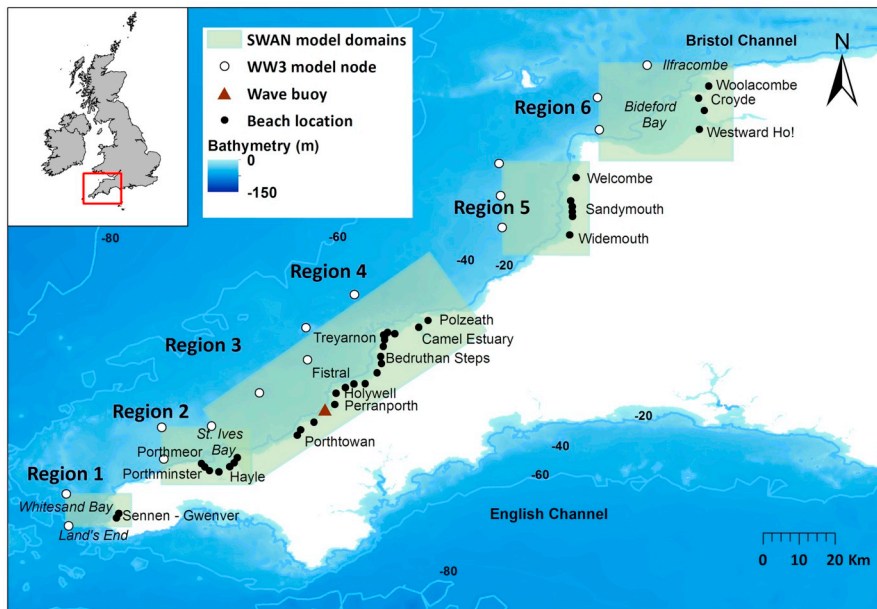 SWAN model domains
WW3 model node
Wave buoy
Beach location
Bathymetry (m)
0
-150
Bristol Channel
N
Ilfracombe
Woolacombe
Croyde
Region 6
Bideford
Bay
Westward Ho!
Welcombe
Region 5
Sandymouth
Widemouth
-80
-60
-40
-20
Region 4
Polzeath
Treyarnon
Camel Estuary
Region 3
Bedruthan Steps
Fistral
Holywell
Perranporth
Region 2
St. Ives
Bay
Porthtowan
Porthmeor
Porthminster
Hayle
Region 1
Whitesand Bay
Sennen - Gwenver
Land's End
-20
-40
-60
English Channel
-80
0 10 20 Km